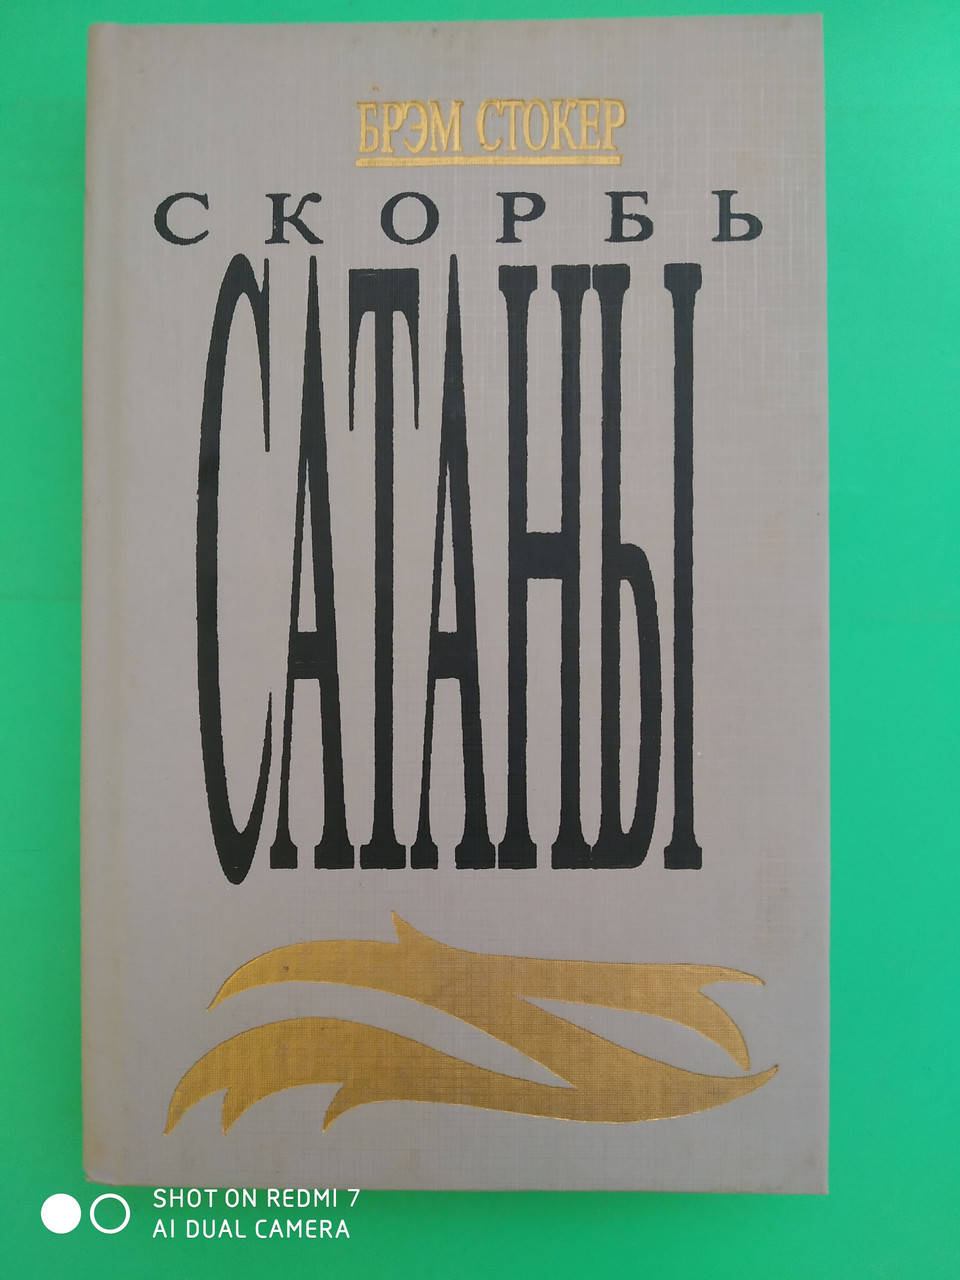 БРЭМ СТОКЕР
СКОРБЬ
САТАНЫ
SHOT ON REDMI 7
AI DUAL CAMERA